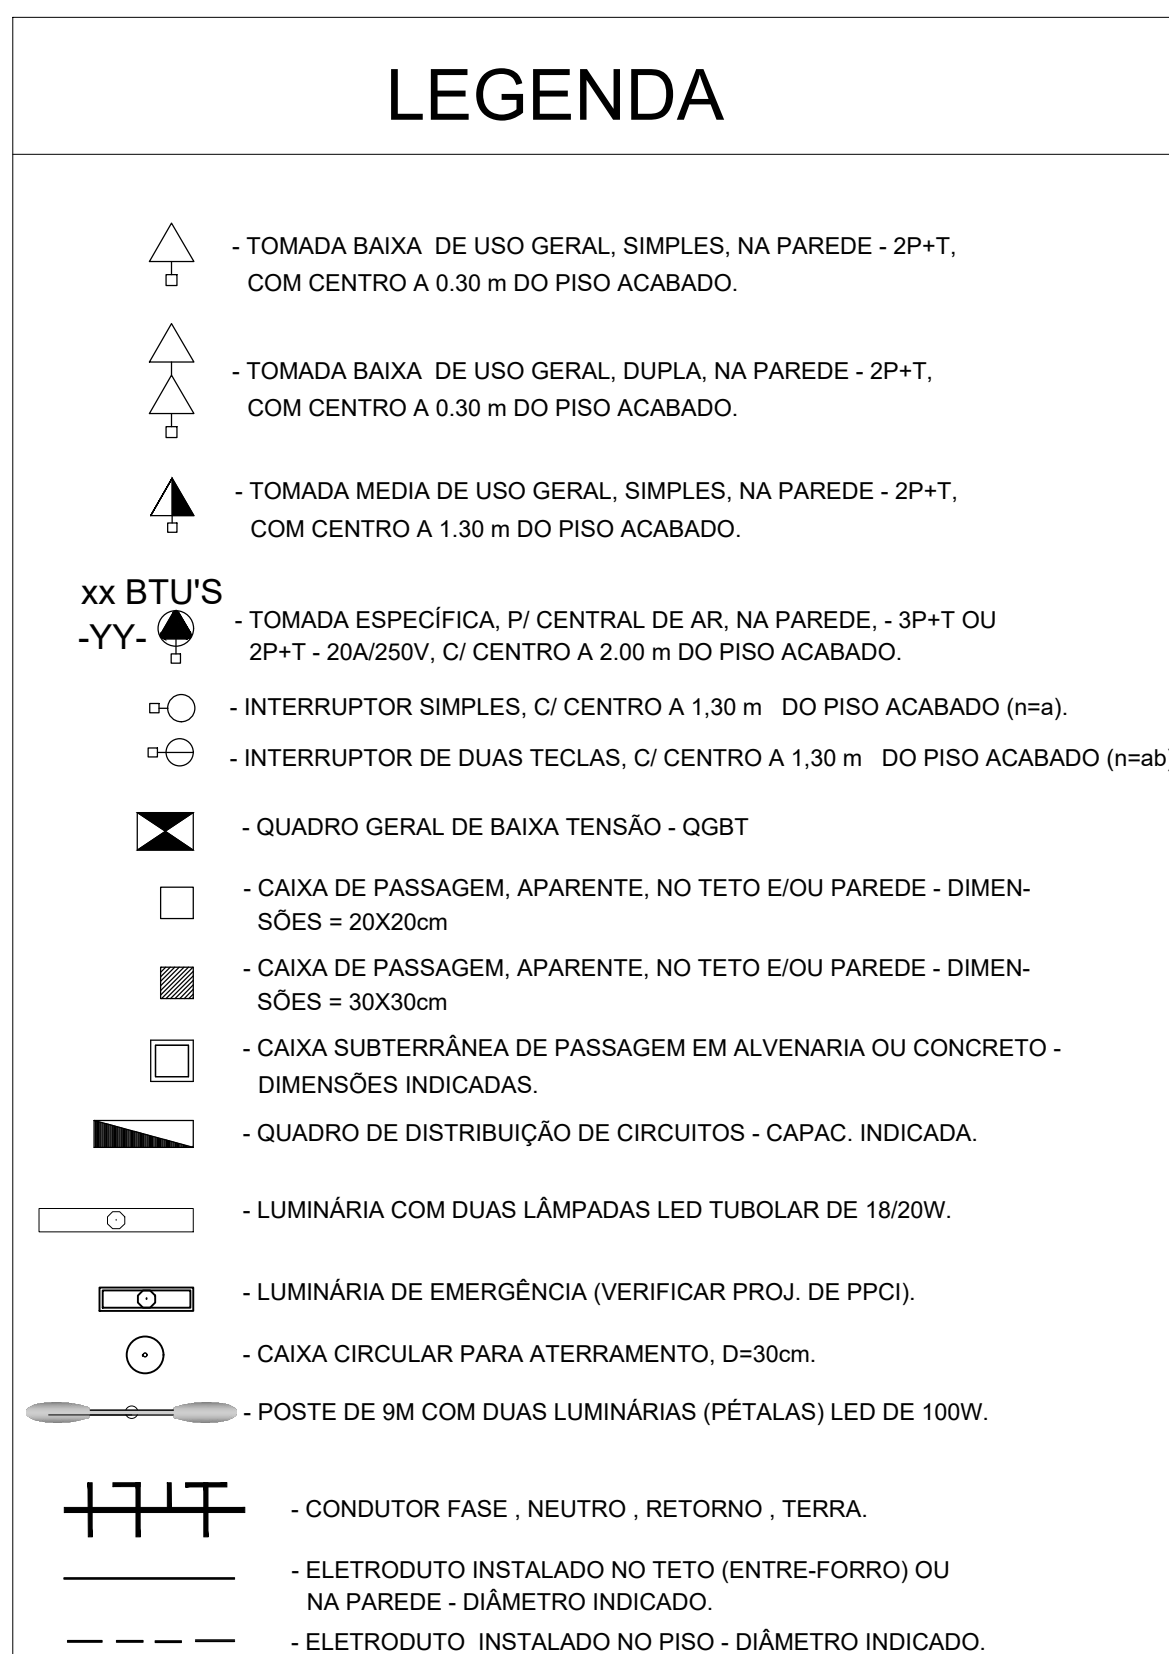 LEGENDA
- TOMADA BAIXA  DE USO GERAL, SIMPLES, NA PAREDE - 2P+T,
COM CENTRO A 0.30 m DO PISO ACABADO.
- TOMADA BAIXA  DE USO GERAL, DUPLA, NA PAREDE - 2P+T,
COM CENTRO A 0.30 m DO PISO ACABADO.
- TOMADA MEDIA DE USO GERAL, SIMPLES, NA PAREDE - 2P+T,
COM CENTRO A 1.30 m DO PISO ACABADO.
xx BTU'S
-YY-
- TOMADA ESPECÍFICA, P/ CENTRAL DE AR, NA PAREDE, - 3P+T OU
2P+T - 20A/250V, C/ CENTRO A 2.00 m DO PISO ACABADO.
- INTERRUPTOR SIMPLES, C/ CENTRO A 1,30 m   DO PISO ACABADO (n=a).
- INTERRUPTOR DE DUAS TECLAS, C/ CENTRO A 1,30 m   DO PISO ACABADO (n=ab)
- QUADRO GERAL DE BAIXA TENSÃO - QGBT
- CAIXA DE PASSAGEM, APARENTE, NO TETO E/OU PAREDE - DIMEN-
SÕES = 20X20cm
- CAIXA DE PASSAGEM, APARENTE, NO TETO E/OU PAREDE - DIMEN-
SÕES = 30X30cm
- CAIXA SUBTERRÂNEA DE PASSAGEM EM ALVENARIA OU CONCRETO -
DIMENSÕES INDICADAS.
- QUADRO DE DISTRIBUIÇÃO DE CIRCUITOS - CAPAC. INDICADA.
- LUMINÁRIA COM DUAS LÂMPADAS LED TUBOLAR DE 18/20W.
- LUMINÁRIA DE EMERGÊNCIA (VERIFICAR PROJ. DE PPCI).
- CAIXA CIRCULAR PARA ATERRAMENTO, D=30cm.
- POSTE DE 9M COM DUAS LUMINÁRIAS (PÉTALAS) LED DE 100W.
- CONDUTOR FASE , NEUTRO , RETORNO , TERRA.
- ELETRODUTO INSTALADO NO TETO (ENTRE-FORRO) OU
NA PAREDE - DIÂMETRO INDICADO.
- ELETRODUTO  INSTALADO NO PISO - DIÂMETRO INDICADO.